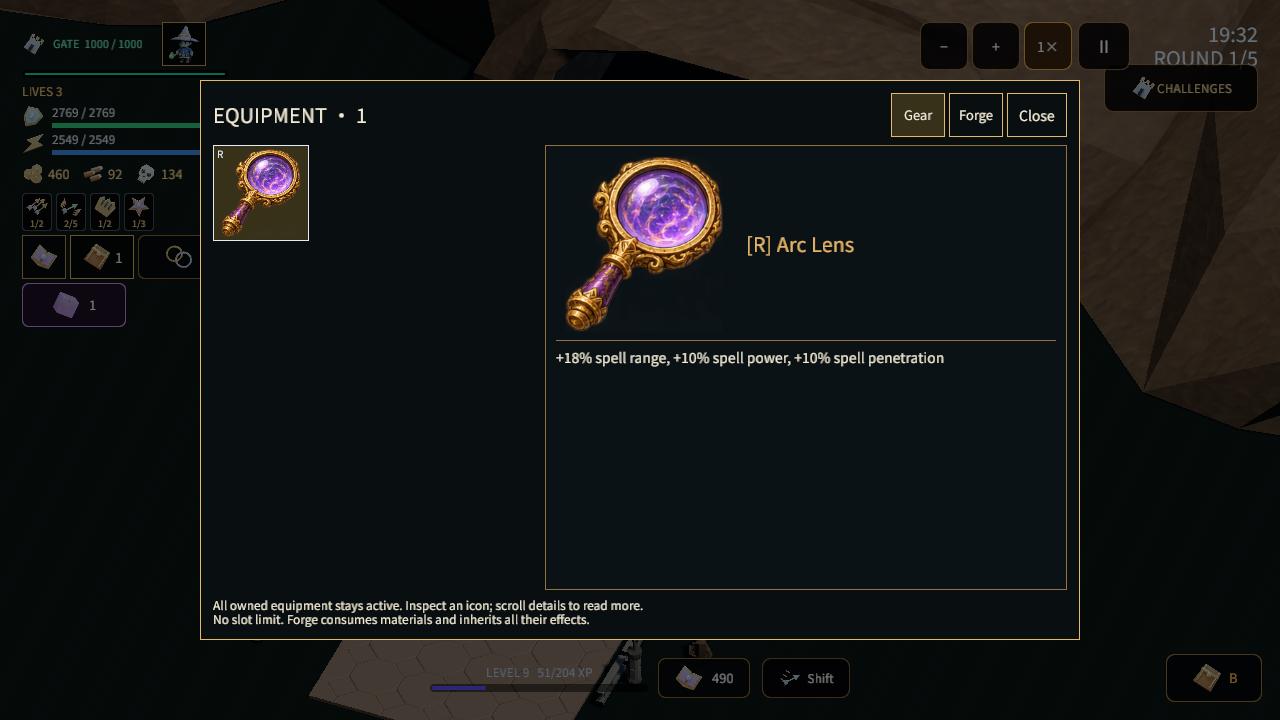 GATE 1000 / 1000
− + 1× II
19:32
ROUND 1/5
CHALLENGES
LIVES 3
2769 / 2769
2549 / 2549
460 92 134
1/2 2/5 1/2 1/3
1
1
EQUIPMENT • 1
Gear Forge Close
R
[R] Arc Lens
+18% spell range, +10% spell power, +10% spell penetration
All owned equipment stays active. Inspect an icon; scroll details to read more.
No slot limit. Forge consumes materials and inherits all their effects.
LEVEL 9 51/204 XP
490
Shift
B